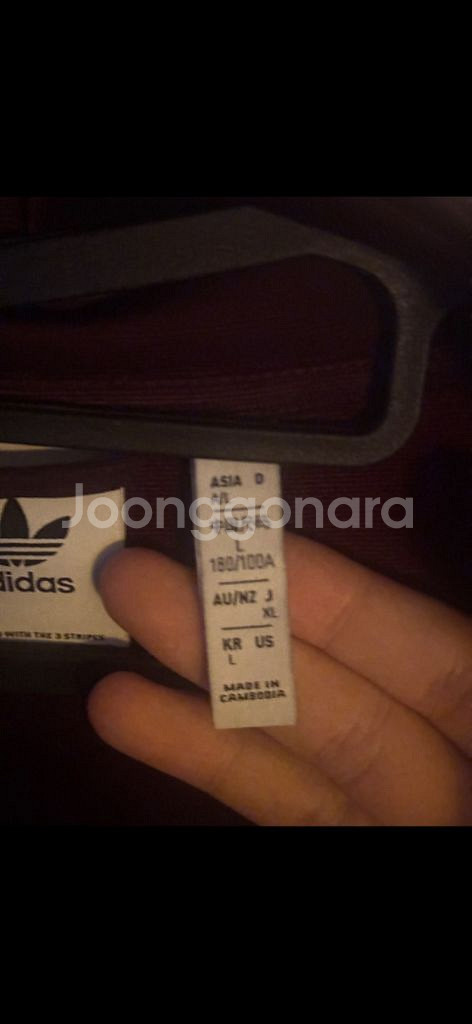 ASIA D
Joonggonara
L
180/100A
AU/NZ J
XL
KR US
L
MADE IN
CAMBODIA
adidas
WITH THE 3 STRIPES